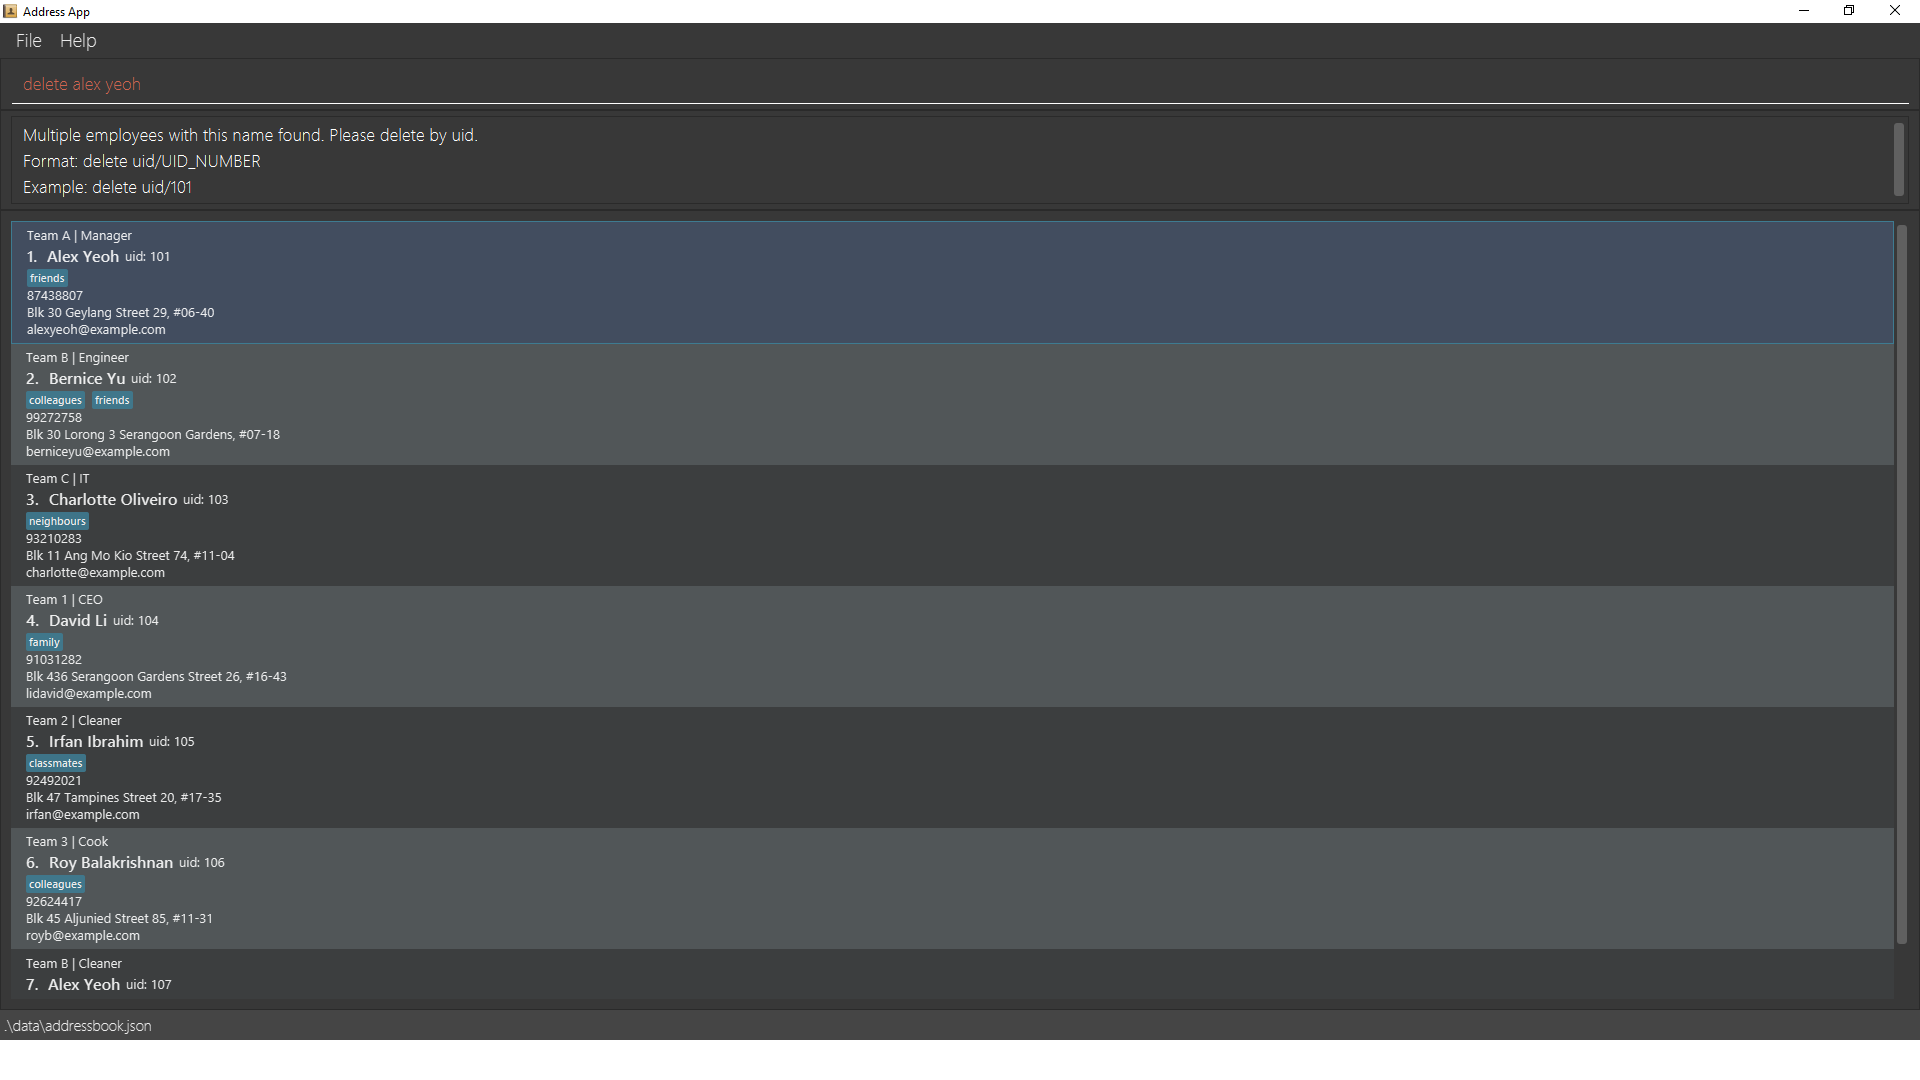 Address App
File Help
delete alex yeoh
Multiple employees with this name found. Please delete by uid.
Format: delete uid/UID_NUMBER
Example: delete uid/101
Team A | Manager
1. Alex Yeoh uid: 101
friends
87438807
Blk 30 Geylang Street 29, #06-40
alexyeoh@example.com
Team B | Engineer
2. Bernice Yu uid: 102
colleagues friends
99272758
Blk 30 Lorong 3 Serangoon Gardens, #07-18
berniceyu@example.com
Team C | IT
3. Charlotte Oliveiro uid: 103
neighbours
93210283
Blk 11 Ang Mo Kio Street 74, #11-04
charlotte@example.com
Team 1 | CEO
4. David Li uid: 104
family
91031282
Blk 436 Serangoon Gardens Street 26, #16-43
lidavid@example.com
Team 2 | Cleaner
5. Irfan Ibrahim uid: 105
classmates
92492021
Blk 47 Tampines Street 20, #17-35
irfan@example.com
Team 3 | Cook
6. Roy Balakrishnan uid: 106
colleagues
92624417
Blk 45 Aljunied Street 85, #11-31
royb@example.com
Team B | Cleaner
7. Alex Yeoh uid: 107
.\data\addressbook.json